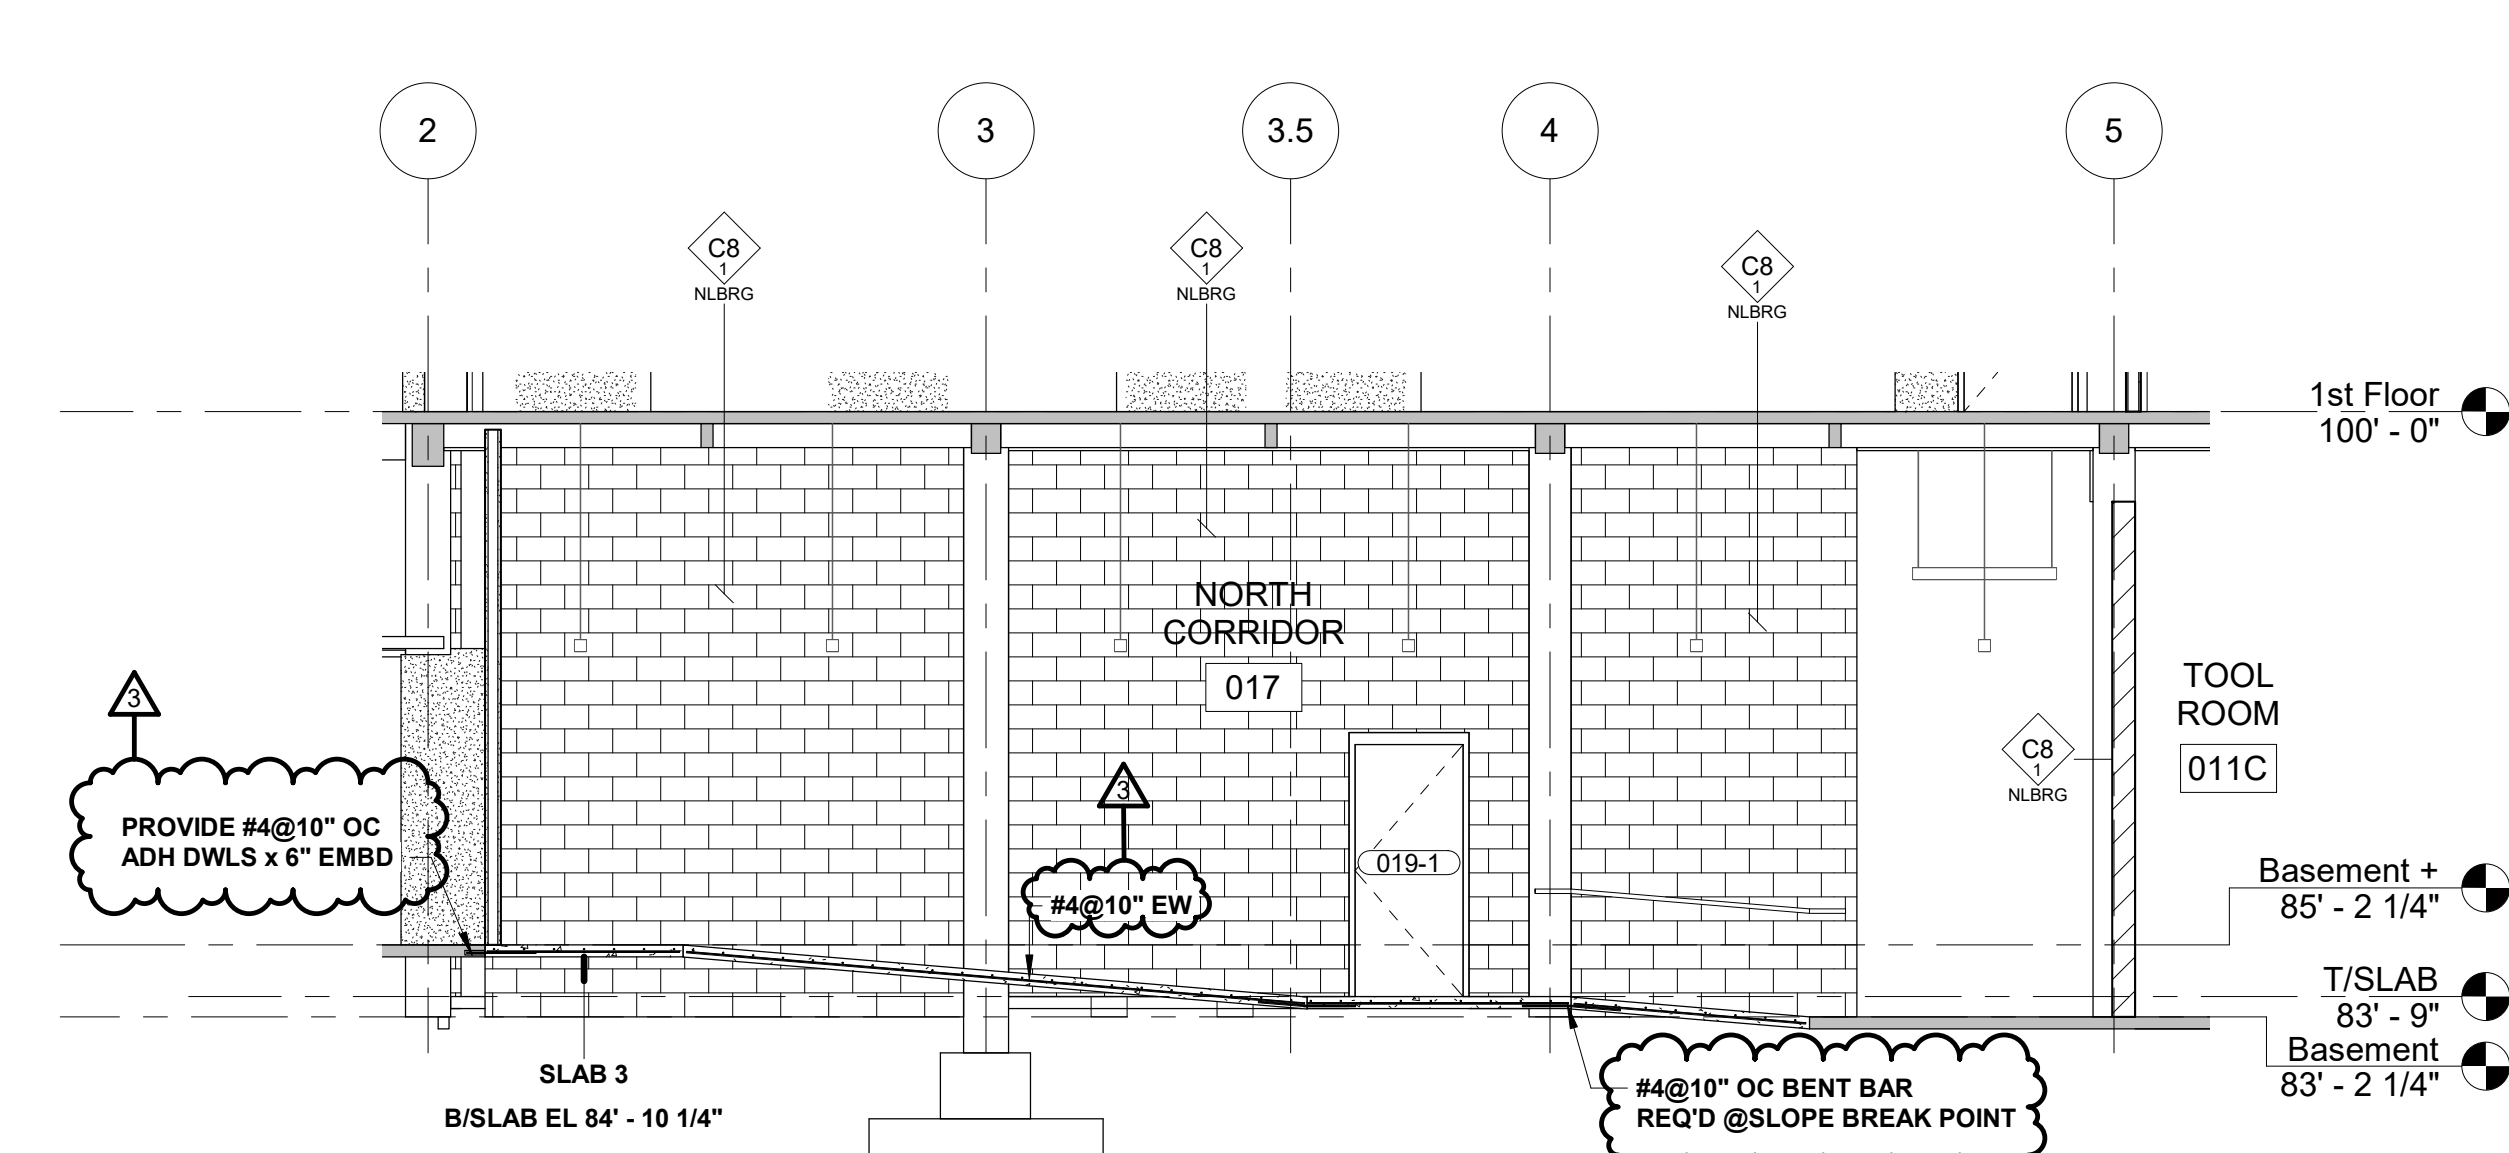 2
3
3.5
4
5
C8
1
NLBRG
C8
1
NLBRG
C8
1
NLBRG
1st Floor
100' - 0"
NORTH
CORRIDOR
017
TOOL
ROOM
011C
C8
1
NLBRG
3
PROVIDE #4@10" OC
ADH DWLS x 6" EMBD
3
#4@10" EW
019-1
Basement +
85' - 2 1/4"
T/SLAB
83' - 9"
Basement
83' - 2 1/4"
SLAB 3
B/SLAB EL 84' - 10 1/4"
#4@10" OC BENT BAR
REQ'D @SLOPE BREAK POINT